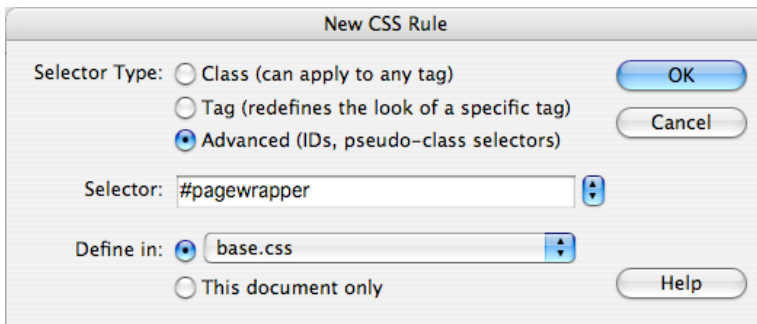 New CSS Rule
Selector Type: Class (can apply to any tag)
Tag (redefines the look of a specific tag)
Advanced (IDs, pseudo-class selectors)
Selector: #pagewrapper
Define in: base.css
This document only
OK
Cancel
Help